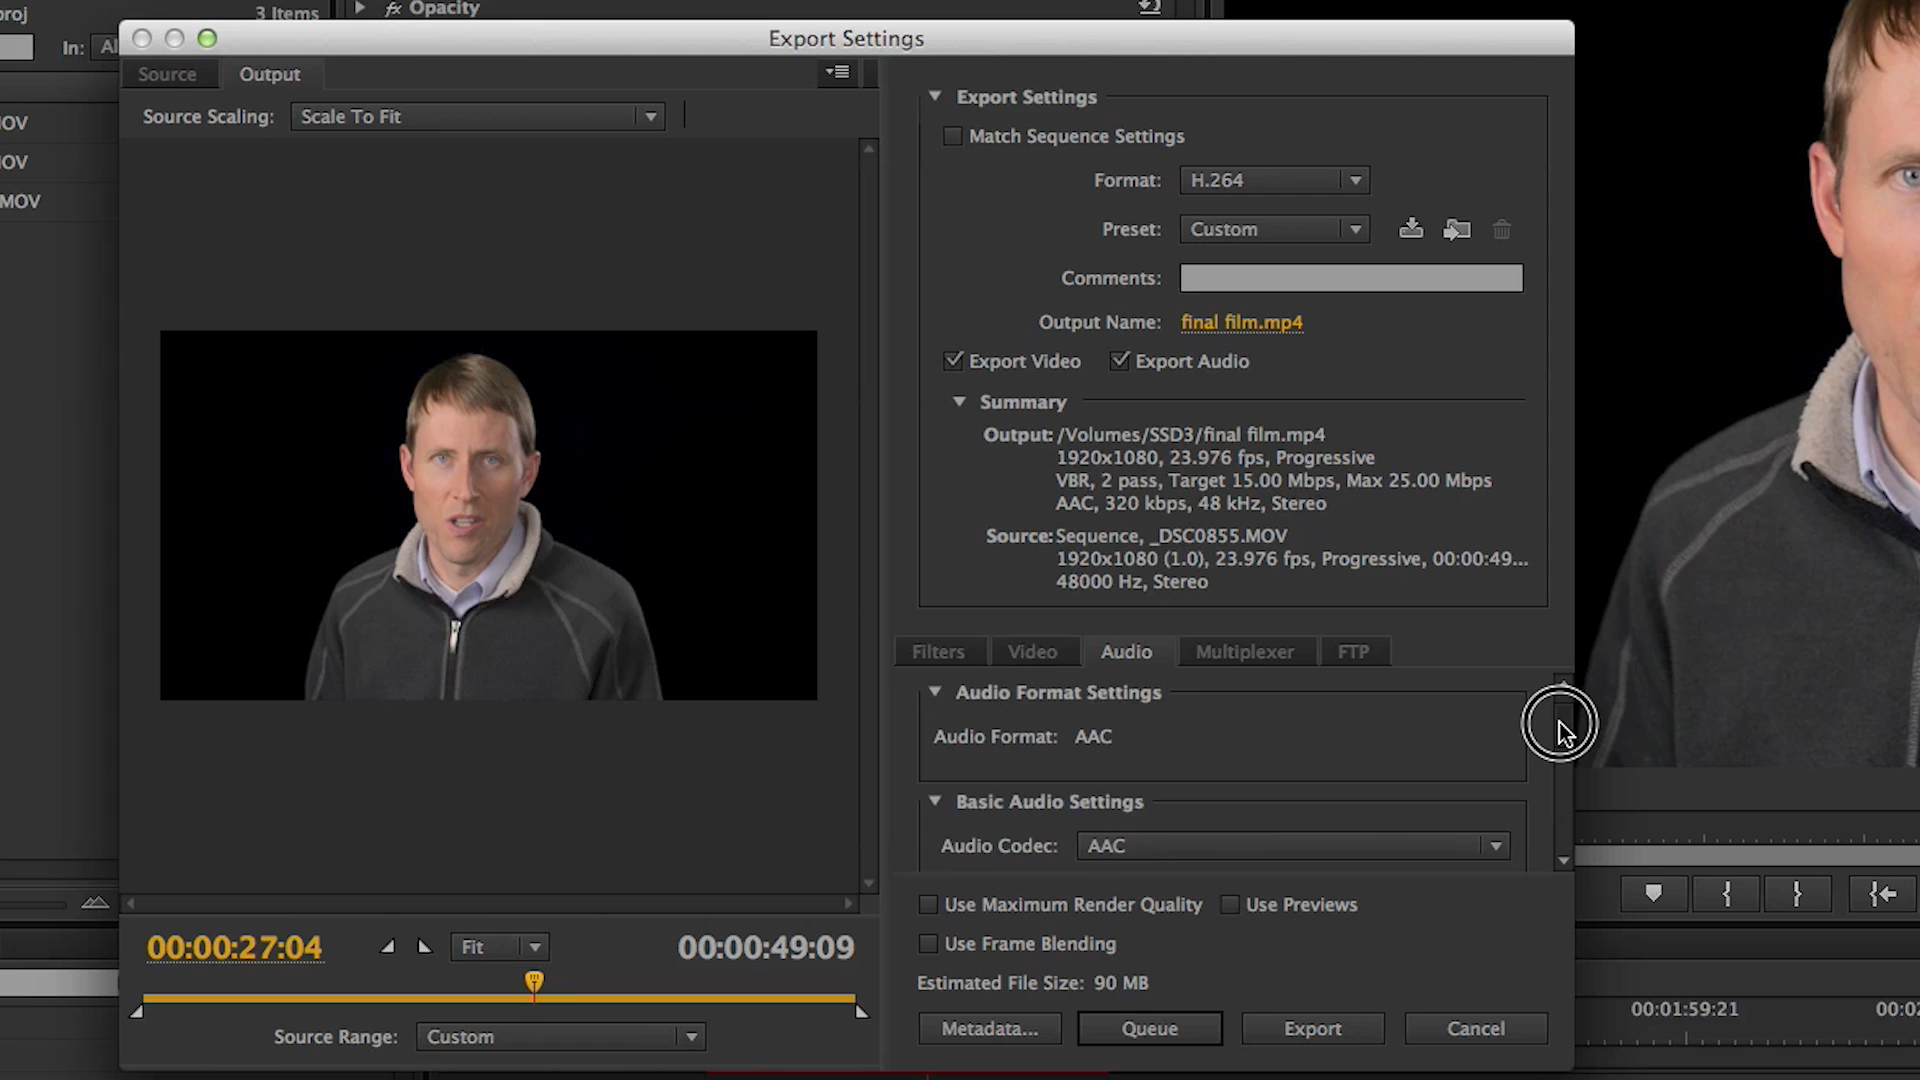 proj
3 Items
fx Opacity
In:
Export Settings
Source
Output
Source Scaling:
Scale To Fit
OV
OV
MOV
Export Settings
Match Sequence Settings
Format: H.264
Preset: Custom
Comments:
Output Name: final film.mp4
Export Video
Export Audio
Summary
Output: /Volumes/SSD3/final film.mp4
1920x1080, 23.976 fps, Progressive
VBR, 2 pass, Target 15.00 Mbps, Max 25.00 Mbps
AAC, 320 kbps, 48 kHz, Stereo
Source: Sequence, _DSC0855.MOV
1920x1080 (1.0), 23.976 fps, Progressive, 00:00:49...
48000 Hz, Stereo
Filters
Video
Audio
Multiplexer
FTP
Audio Format Settings
Audio Format: AAC
Basic Audio Settings
Audio Codec: AAC
Use Maximum Render Quality
Use Previews
Use Frame Blending
Estimated File Size: 90 MB
Metadata...
Queue
Export
Cancel
00:00:27:04
Fit
00:00:49:09
Source Range: Custom
00:01:59:21